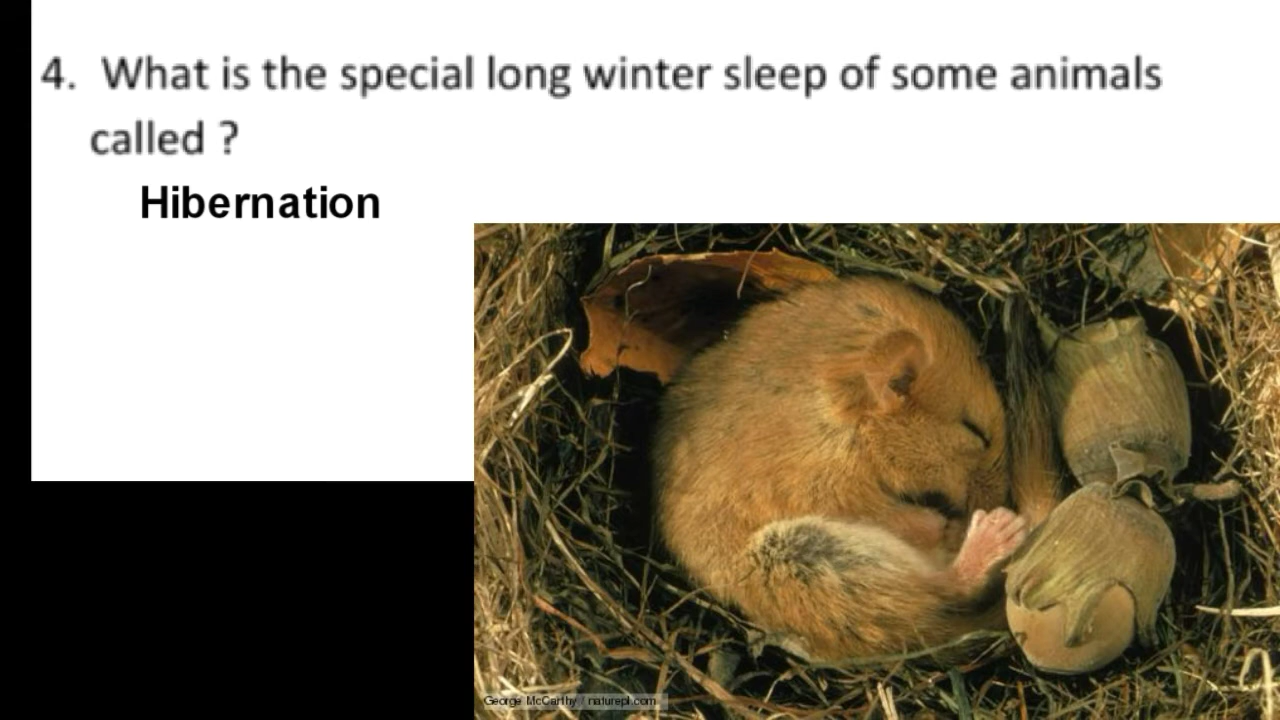 4. What is the special long winter sleep of some animals
called ?
Hibernation
George McCarthy / naturepl.com